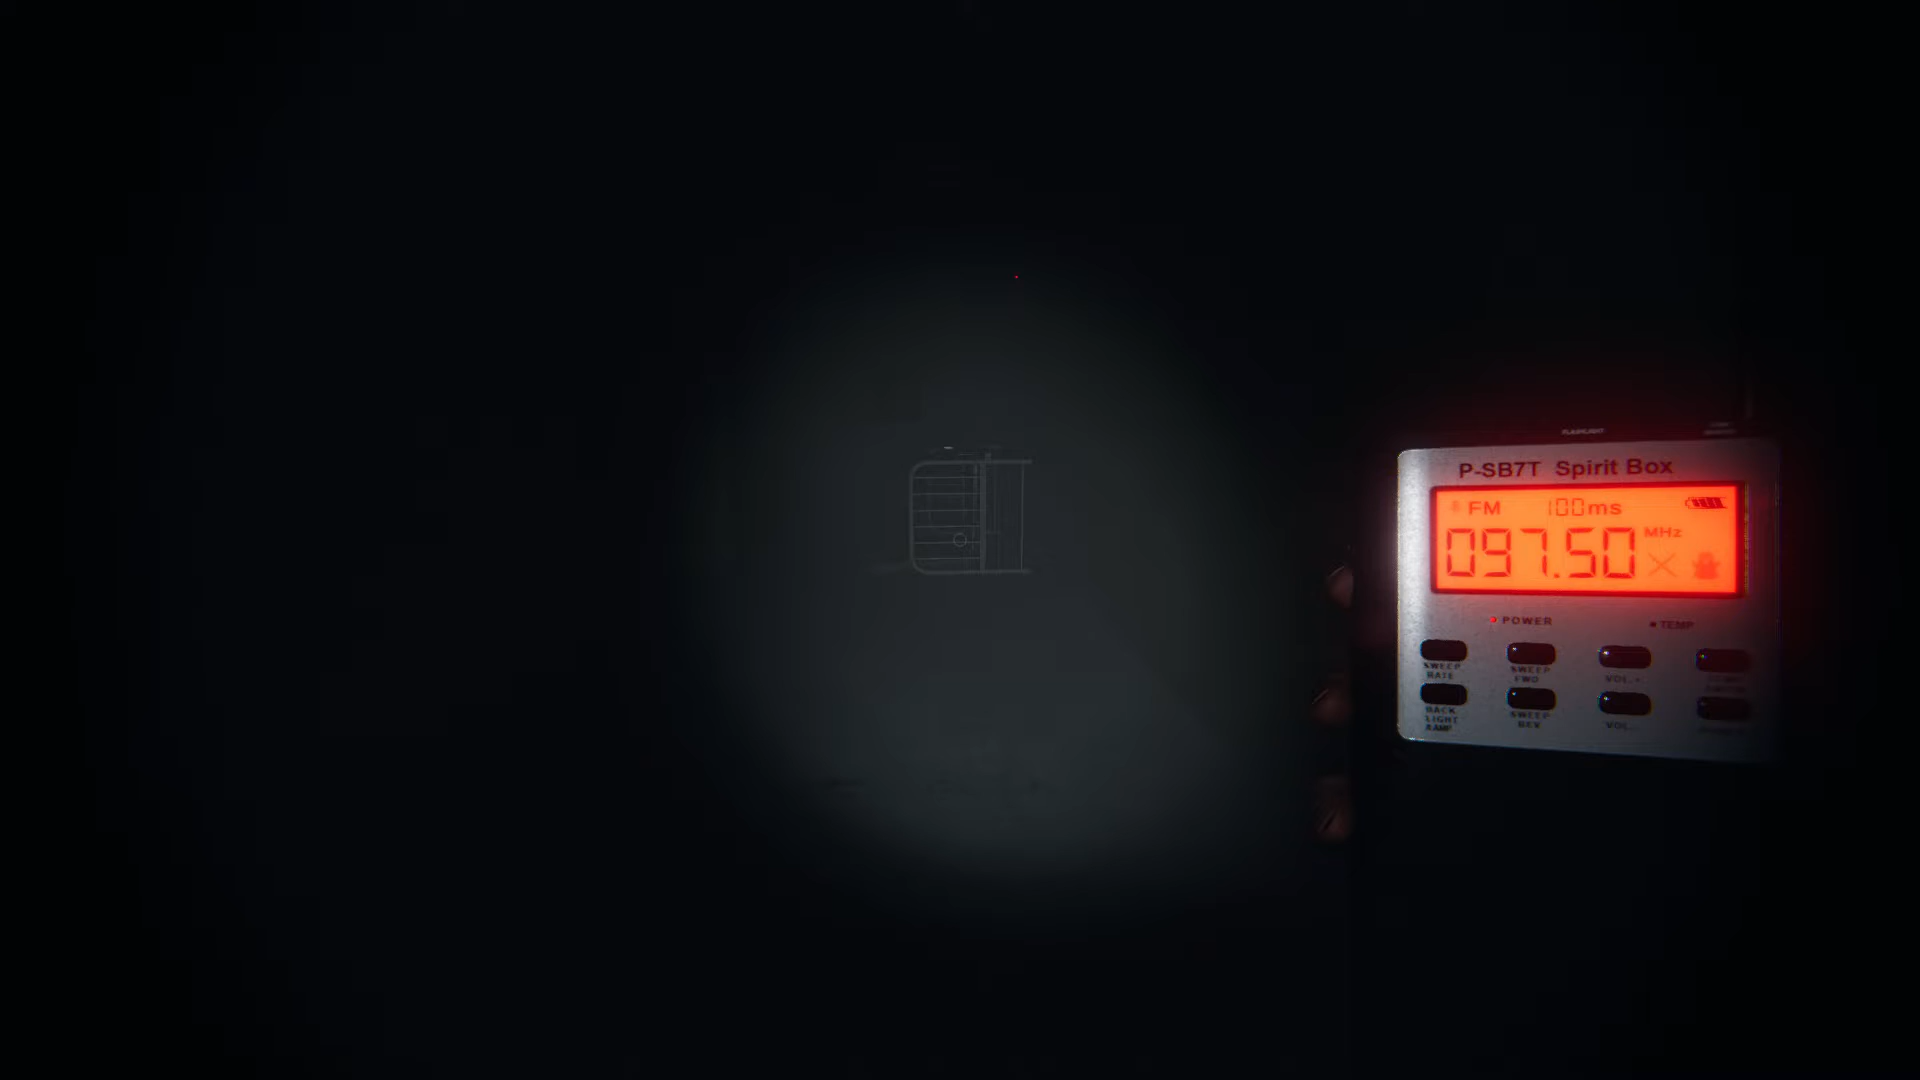 FLASHLIGHT
P-SB7T Spirit Box
FM 100ms
097.50 MHz
POWER TEMP
SWEEP RATE
SWEEP FWD
VOL.+
BACK LIGHT &AMP
SWEEP REV
VOL.-